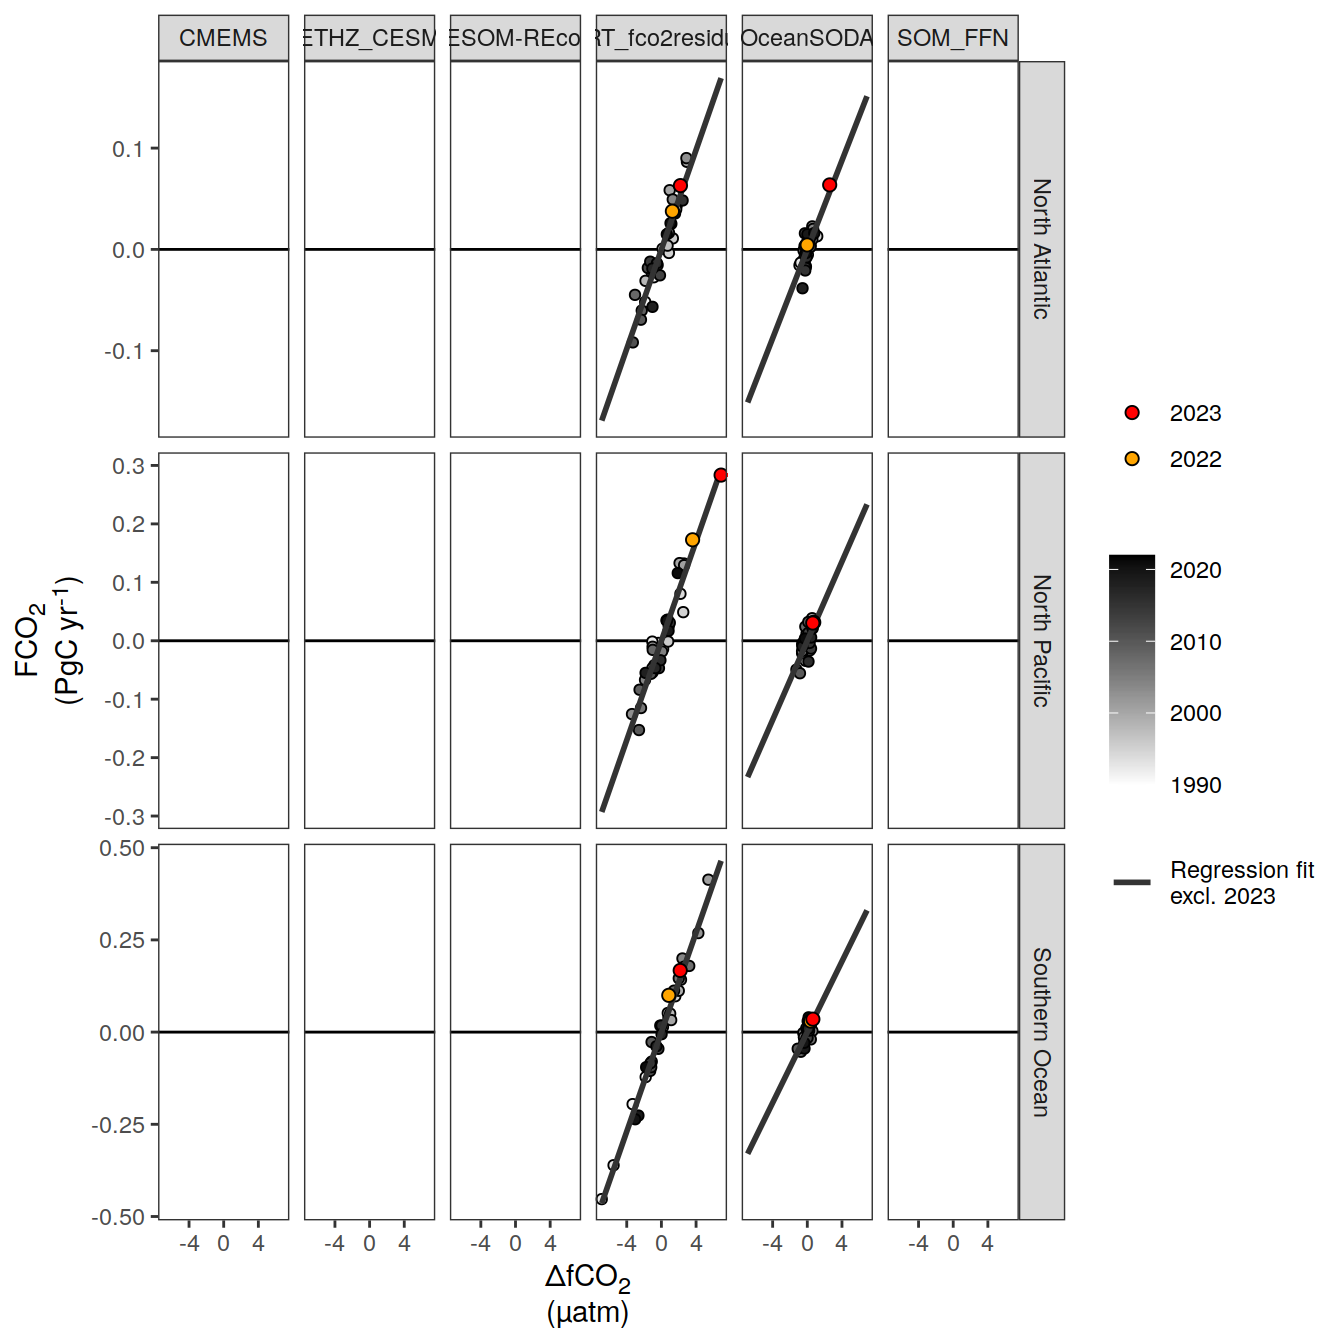 CMEMS
ETHZ_CESM
ESOM-REco
RT_fco2residu
OceanSODA
SOM_FFN
0.1
0.0
-0.1
North Atlantic
0.3
0.2
0.1
0.0
-0.1
-0.2
-0.3
North Pacific
0.50
0.25
0.00
-0.25
-0.50
Southern Ocean
FCO₂
(PgC yr⁻¹)
-4 0 4
-4 0 4
-4 0 4
-4 0 4
-4 0 4
-4 0 4
ΔfCO₂
(µatm)
2023
2022
2020
2010
2000
1990
Regression fit
excl. 2023